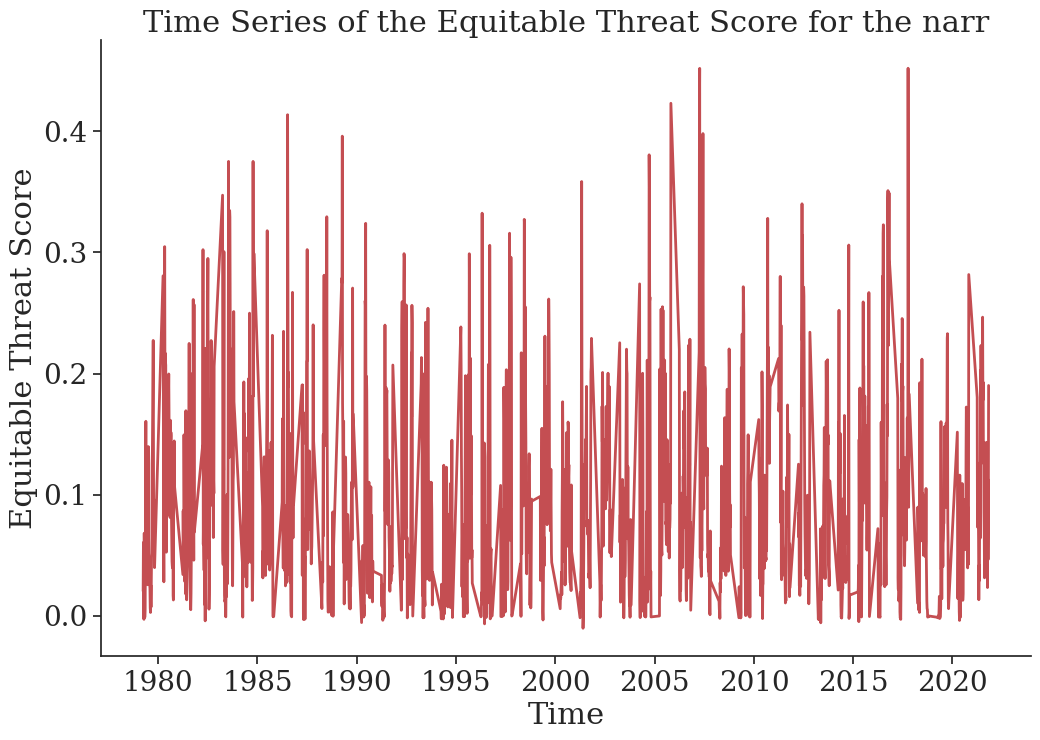 Time Series of the Equitable Threat Score for the narr
Equitable Threat Score
0.4
0.3
0.2
0.1
0.0
1980 1985 1990 1995 2000 2005 2010 2015 2020
Time